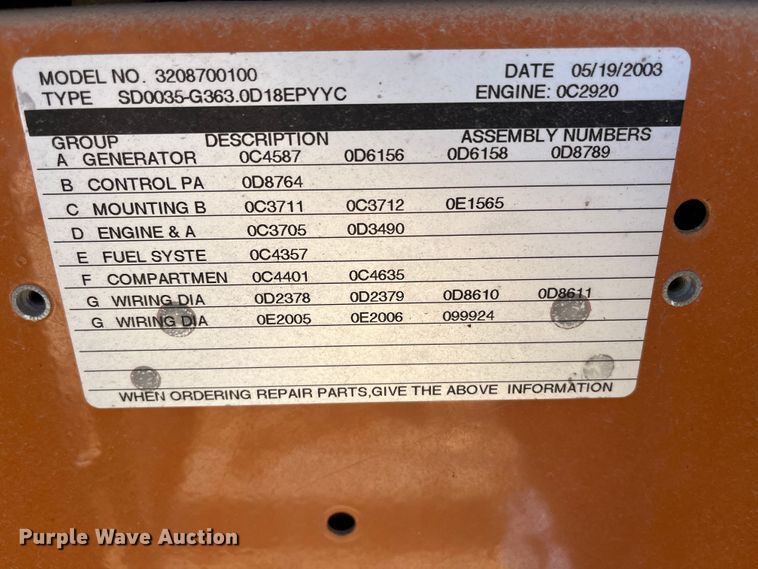 MODEL NO. 3208700100 DATE 05/19/2003
TYPE SD0035-G363.0D18EPYYC ENGINE: 0C2920
GROUP DESCRIPTION ASSEMBLY NUMBERS
A GENERATOR 0C4587 0D6156 0D6158 0D8789
B CONTROL PA 0D8764
C MOUNTING B 0C3711 0C3712 0E1565
D ENGINE & A 0C3705 0D3490
E FUEL SYSTE 0C4357
F COMPARTMEN 0C4401 0C4635
G WIRING DIA 0D2378 0D2379 0D8610 0D8611
G WIRING DIA 0E2005 0E2006 099924
WHEN ORDERING REPAIR PARTS,GIVE THE ABOVE INFORMATION
Purple Wave Auction